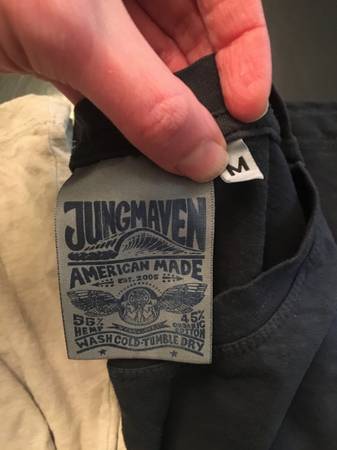 M
JUNGMAVEN
AMERICAN MADE
EST. 2005
55% 45%
HEMP ORGANIC COTTON
WASH COLD-TUMBLE DRY